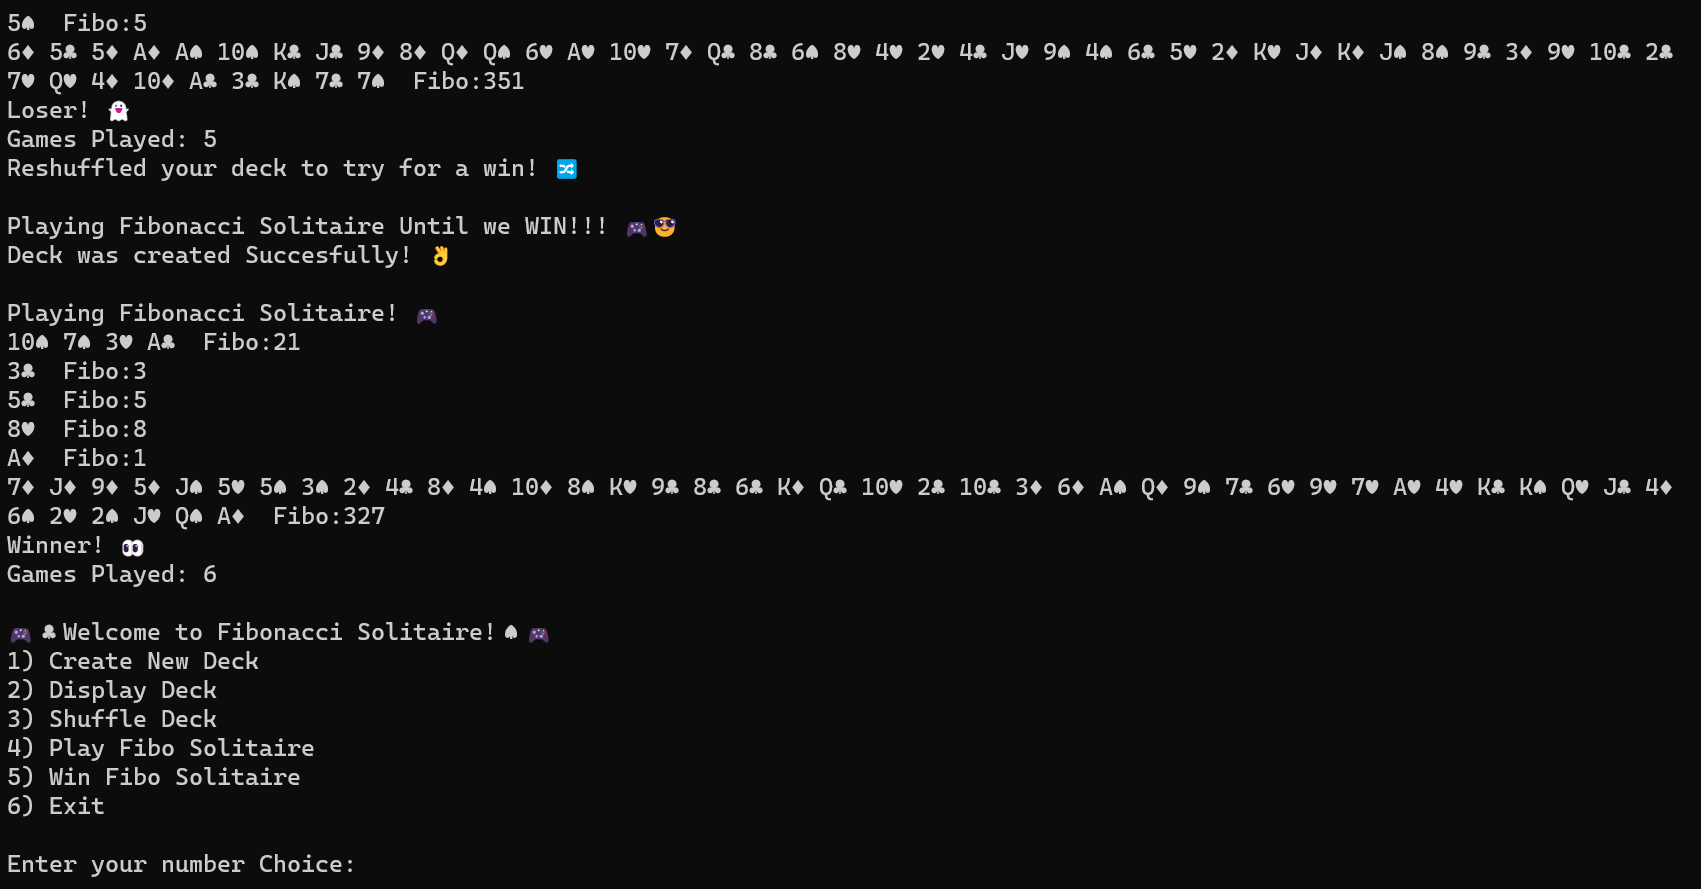 5♠  Fibo:5
6♦ 5♣ 5♦ A♦ A♠ 10♠ K♣ J♣ 9♦ 8♦ Q♦ Q♠ 6♥ A♥ 10♥ 7♦ Q♣ 8♣ 6♠ 8♥ 4♥ 2♥ 4♣ J♥ 9♠ 4♠ 6♣ 5♥ 2♦ K♥ J♦ K♦ J♠ 8♠ 9♣ 3♦ 9♥ 10♣ 2♣
7♥ Q♥ 4♦ 10♦ A♣ 3♣ K♠ 7♣ 7♠  Fibo:351
Loser! 👻
Games Played: 5
Reshuffled your deck to try for a win! 🔀
Playing Fibonacci Solitaire Until we WIN!!! 🎮😎
Deck was created Succesfully! 👌
Playing Fibonacci Solitaire! 🎮
10♠ 7♠ 3♥ A♣  Fibo:21
3♣  Fibo:3
5♣  Fibo:5
8♥  Fibo:8
A♦  Fibo:1
7♦ J♦ 9♦ 5♦ J♠ 5♥ 5♠ 3♠ 2♦ 4♣ 8♦ 4♠ 10♦ 8♠ K♥ 9♣ 8♣ 6♣ K♦ Q♣ 10♥ 2♣ 10♣ 3♦ 6♦ A♠ Q♦ 9♠ 7♣ 6♥ 9♥ 7♥ A♥ 4♥ K♣ K♠ Q♥ J♣ 4♦
6♠ 2♥ 2♠ J♥ Q♠ A♦  Fibo:327
Winner! 👀
Games Played: 6
🎮♣Welcome to Fibonacci Solitaire!♠🎮
1) Create New Deck
2) Display Deck
3) Shuffle Deck
4) Play Fibo Solitaire
5) Win Fibo Solitaire
6) Exit
Enter your number Choice: